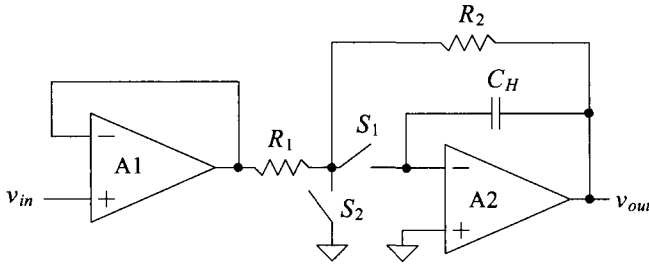 R2
CH
S1
R1
A1
vin
S2
A2
vout
− 
+
−
+